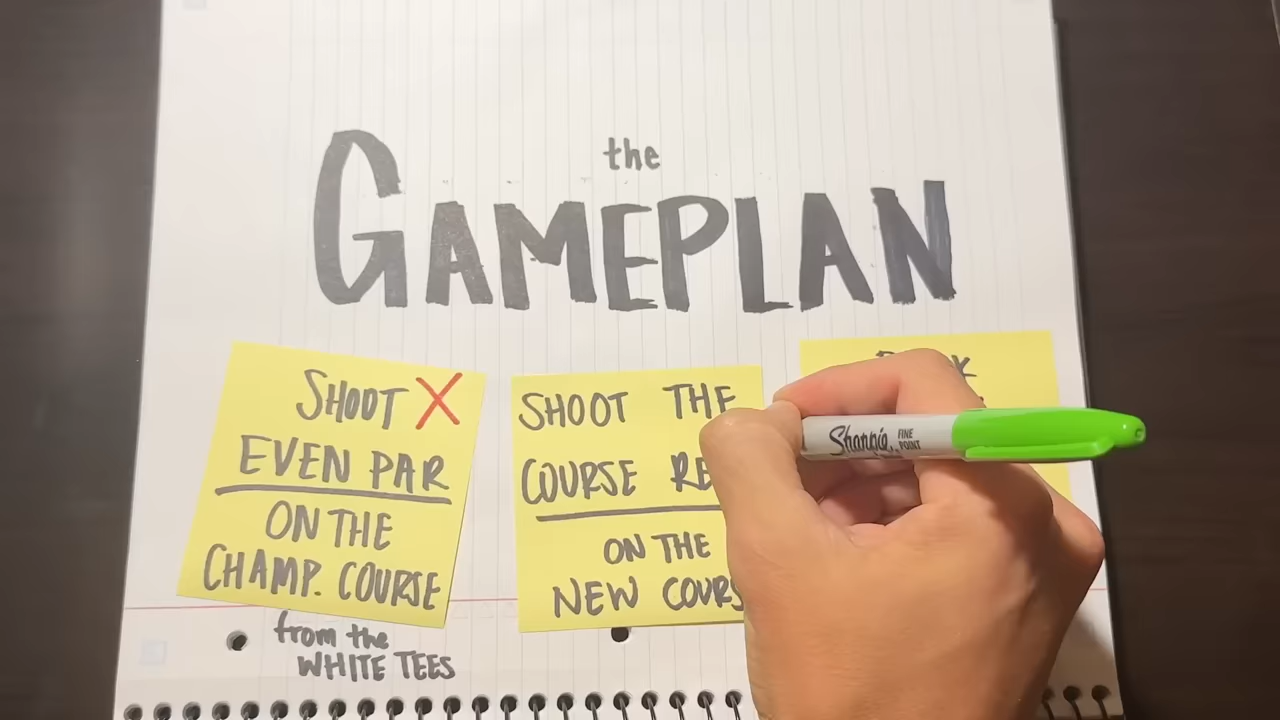 the
GAMEPLAN
SHOOT X
EVEN PAR
ON THE
CHAMP. COURSE
from the
WHITE TEES
SHOOT THE
COURSE
ON THE
NEW
Sharpie
FINE
POINT